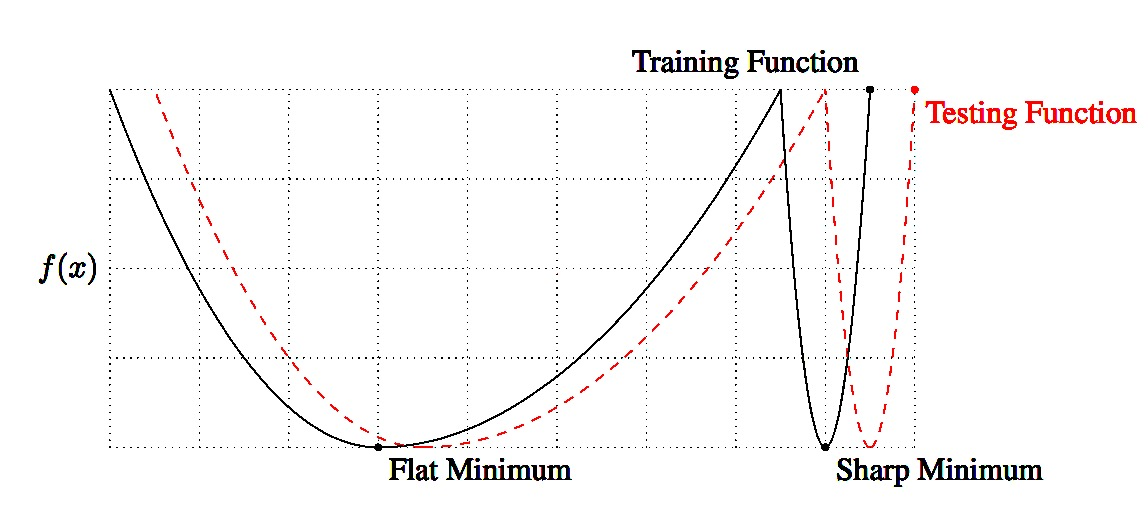 Training Function
Testing Function
f(x)
Flat Minimum
Sharp Minimum